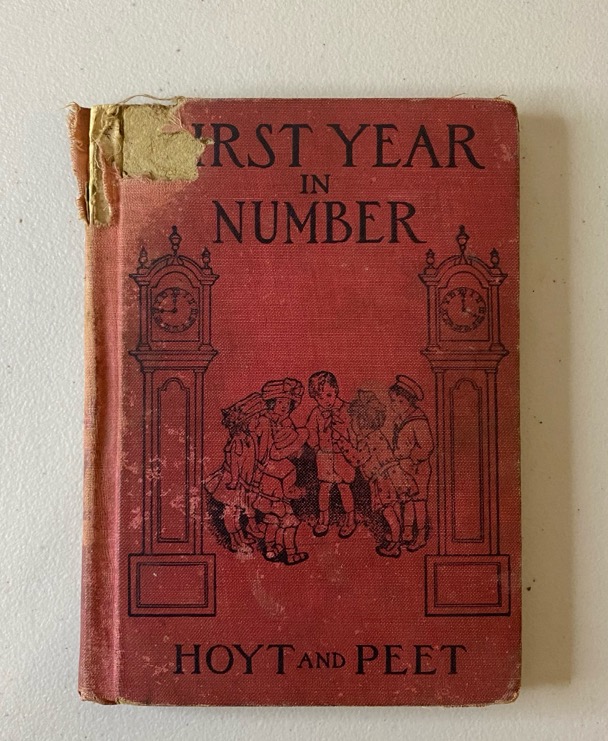 IRST YEAR
IN
NUMBER
HOYT AND PEET